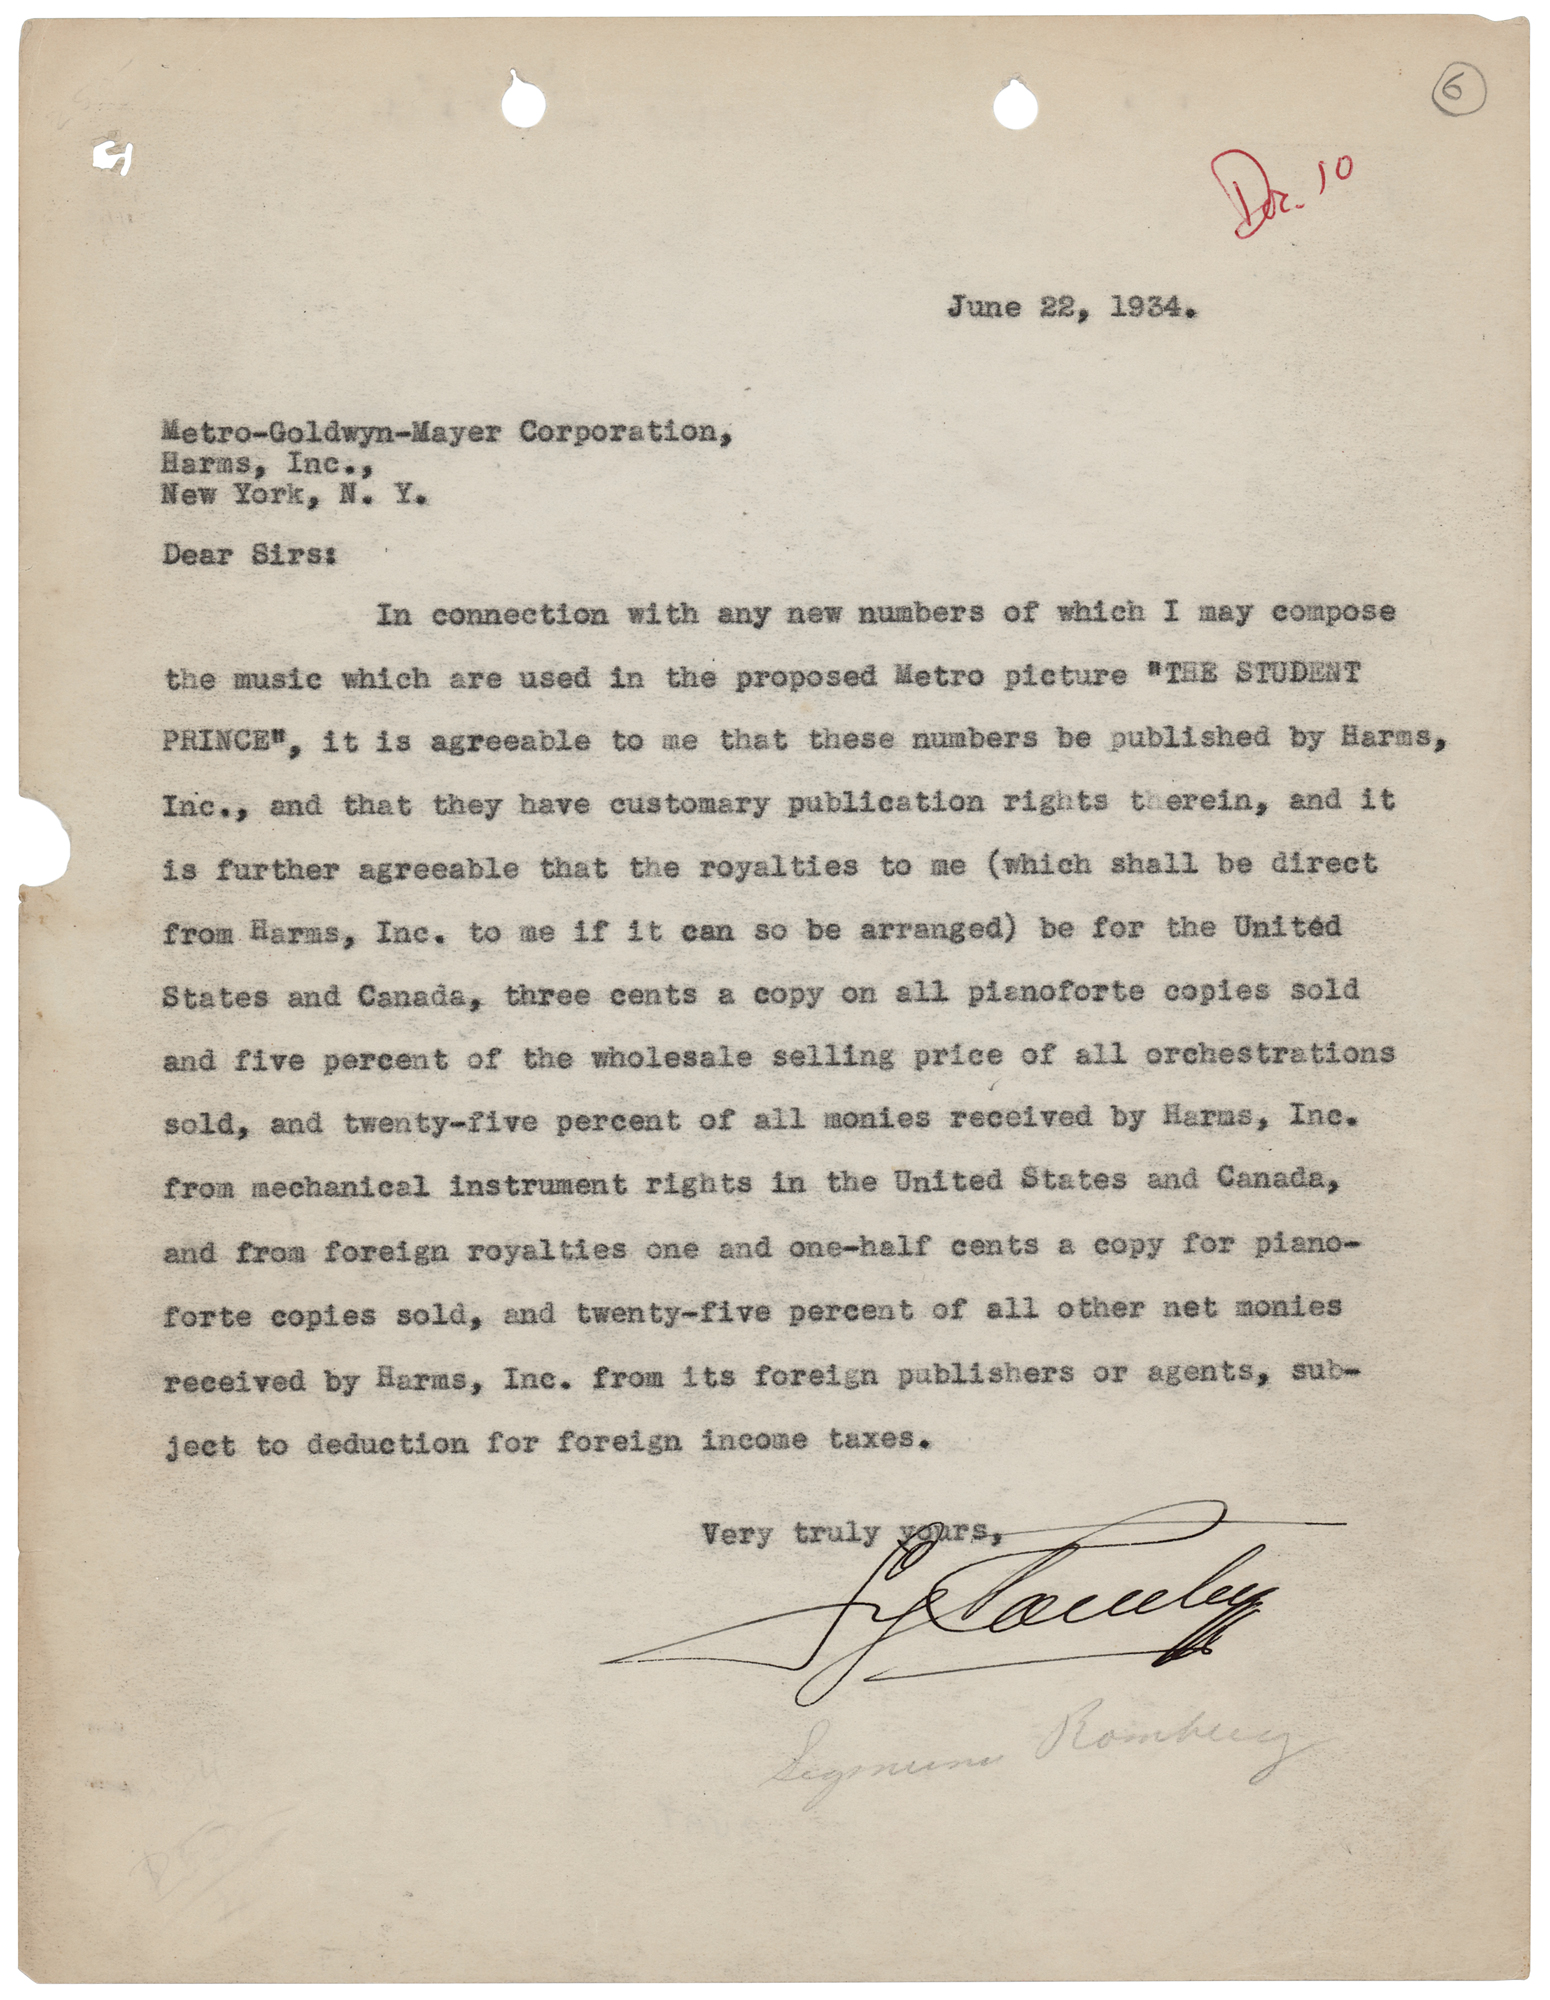 6
Doc. 10
June 22, 1934.
Metro-Goldwyn-Mayer Corporation,
Harms, Inc.,
New York, N. Y.
Dear Sirs:
In connection with any new numbers of which I may compose
the music which are used in the proposed Metro picture "THE STUDENT
PRINCE", it is agreeable to me that these numbers be published by Harms,
Inc., and that they have customary publication rights therein, and it
is further agreeable that the royalties to me (which shall be direct
from Harms, Inc. to me if it can so be arranged) be for the United
States and Canada, three cents a copy on all pianoforte copies sold
and five percent of the wholesale selling price of all orchestrations
sold, and twenty-five percent of all monies received by Harms, Inc.
from mechanical instrument rights in the United States and Canada,
and from foreign royalties one and one-half cents a copy for piano-
forte copies sold, and twenty-five percent of all other net monies
received by Harms, Inc. from its foreign publishers or agents, sub-
ject to deduction for foreign income taxes.
Very truly yours,
Sigmund Romberg